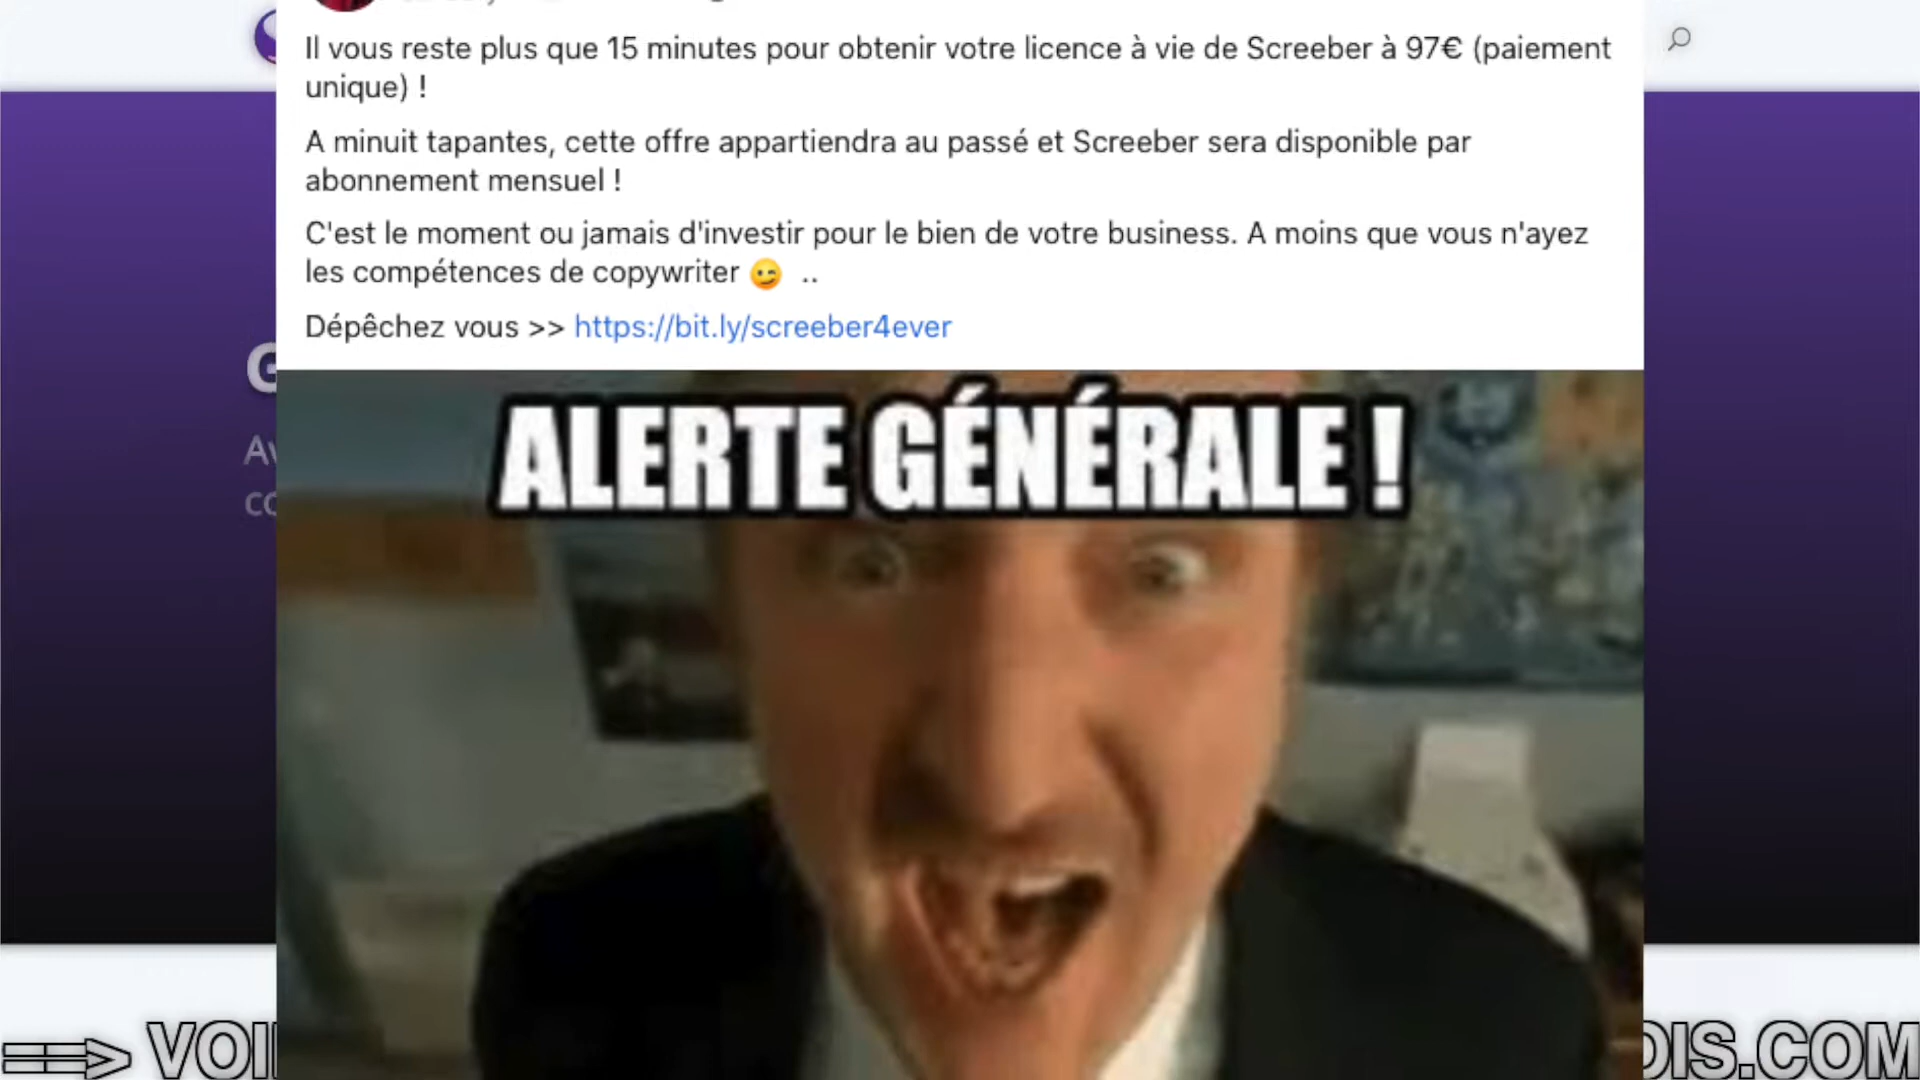 Il vous reste plus que 15 minutes pour obtenir votre licence à vie de Screeber à 97€ (paiement
unique) !
A minuit tapantes, cette offre appartiendra au passé et Screeber sera disponible par
abonnement mensuel !
C'est le moment ou jamais d'investir pour le bien de votre business. A moins que vous n'ayez
les compétences de copywriter 😉 ..
Dépêchez vous >> https://bit.ly/screeber4ever
ALERTE GÉNÉRALE !